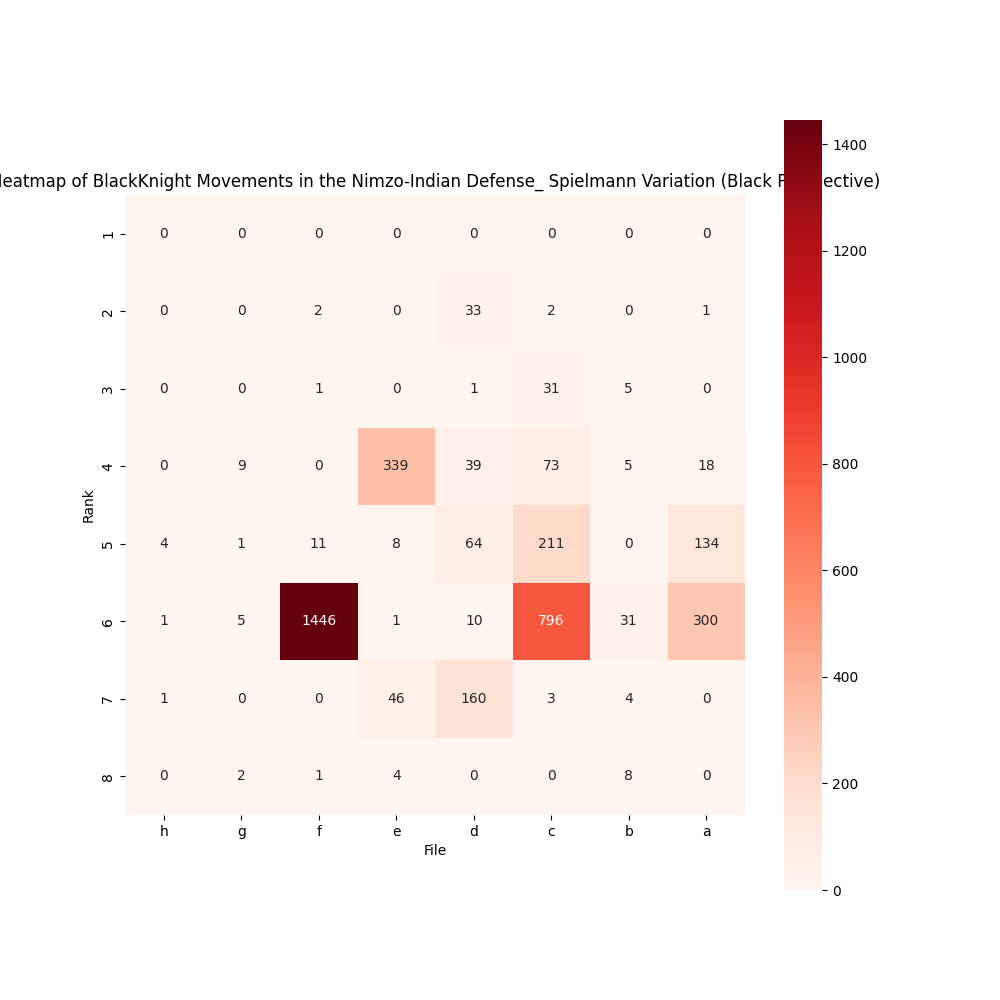 Heatmap of BlackKnight Movements in the Nimzo-Indian Defense_ Spielmann Variation (Black Perspective)
Rank
1 0 0 0 0 0 0 0 0
2 0 0 2 0 33 2 0 1
3 0 0 1 0 1 31 5 0
4 0 9 0 339 39 73 5 18
5 4 1 11 8 64 211 0 134
6 1 5 1446 1 10 796 31 300
7 1 0 0 46 160 3 4 0
8 0 2 1 4 0 0 8 0
h g f e d c b a
File
1400
1200
1000
800
600
400
200
0